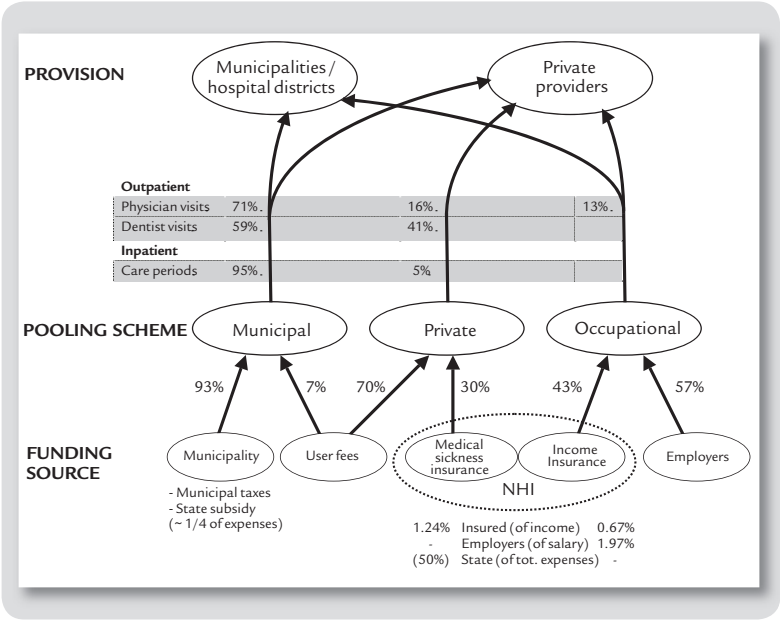 PROVISION
Municipalities/
hospital districts
Private
providers
Outpatient
Physician visits 71%. 16%. 13%.
Dentist visits 59%. 41%.
Inpatient
Care periods 95%. 5%
POOLING SCHEME
Municipal
Private
Occupational
93% 7% 70% 30% 43% 57%
FUNDING
SOURCE
Municipality
User fees
Medical
sickness
insurance
Income
Insurance
Employers
NHI
- Municipal taxes
- State subsidy
(~ 1/4 of expenses)
1.24% Insured (of income) 0.67%
- Employers (of salary) 1.97%
(50%) State (of tot. expenses) -